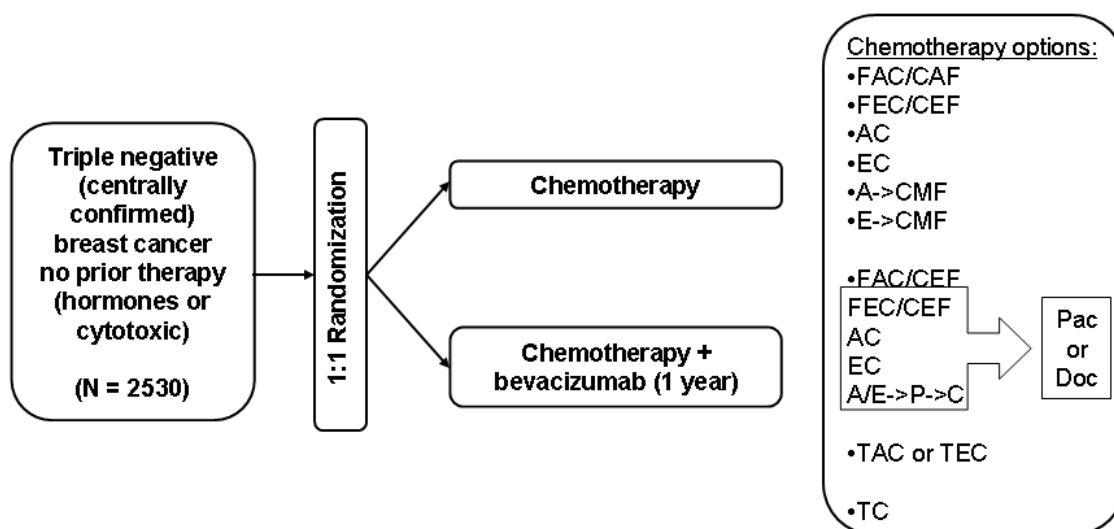 Triple negative
(centrally
confirmed)
breast cancer
no prior therapy
(hormones or
cytotoxic)
(N = 2530)
1:1 Randomization
Chemotherapy
Chemotherapy +
bevacizumab (1 year)
Chemotherapy options:
•FAC/CAF
•FEC/CEF
•AC
•EC
•A->CMF
•E->CMF
•FAC/CEF
FEC/CEF
AC
EC
A/E->P->C
Pac
or
Doc
•TAC or TEC
•TC